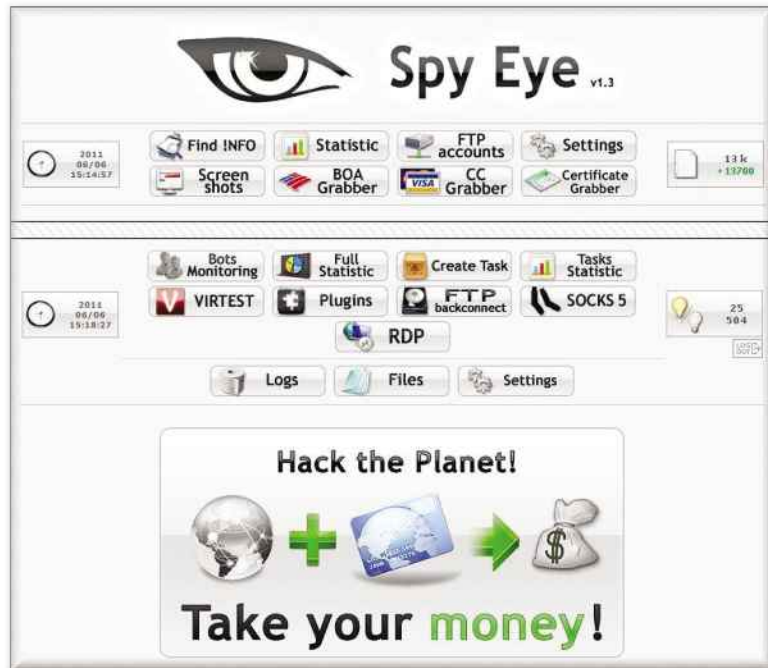 Spy Eye v1.3
2011
06/06
15:14:57
Find !NFO
Statistic
FTP
accounts
Settings
Screen
shots
BOA
Grabber
VISA
CC
Grabber
Certificate
Grabber
13 k
+13700
2011
06/06
15:18:27
Bots
Monitoring
Full
Statistic
Create Task
Tasks
Statistic
V
VIRTEST
Plugins
FTP
backconnect
SOCKS 5
RDP
25
504
Logs
Files
Settings
Hack the Planet!
$
Take your money!